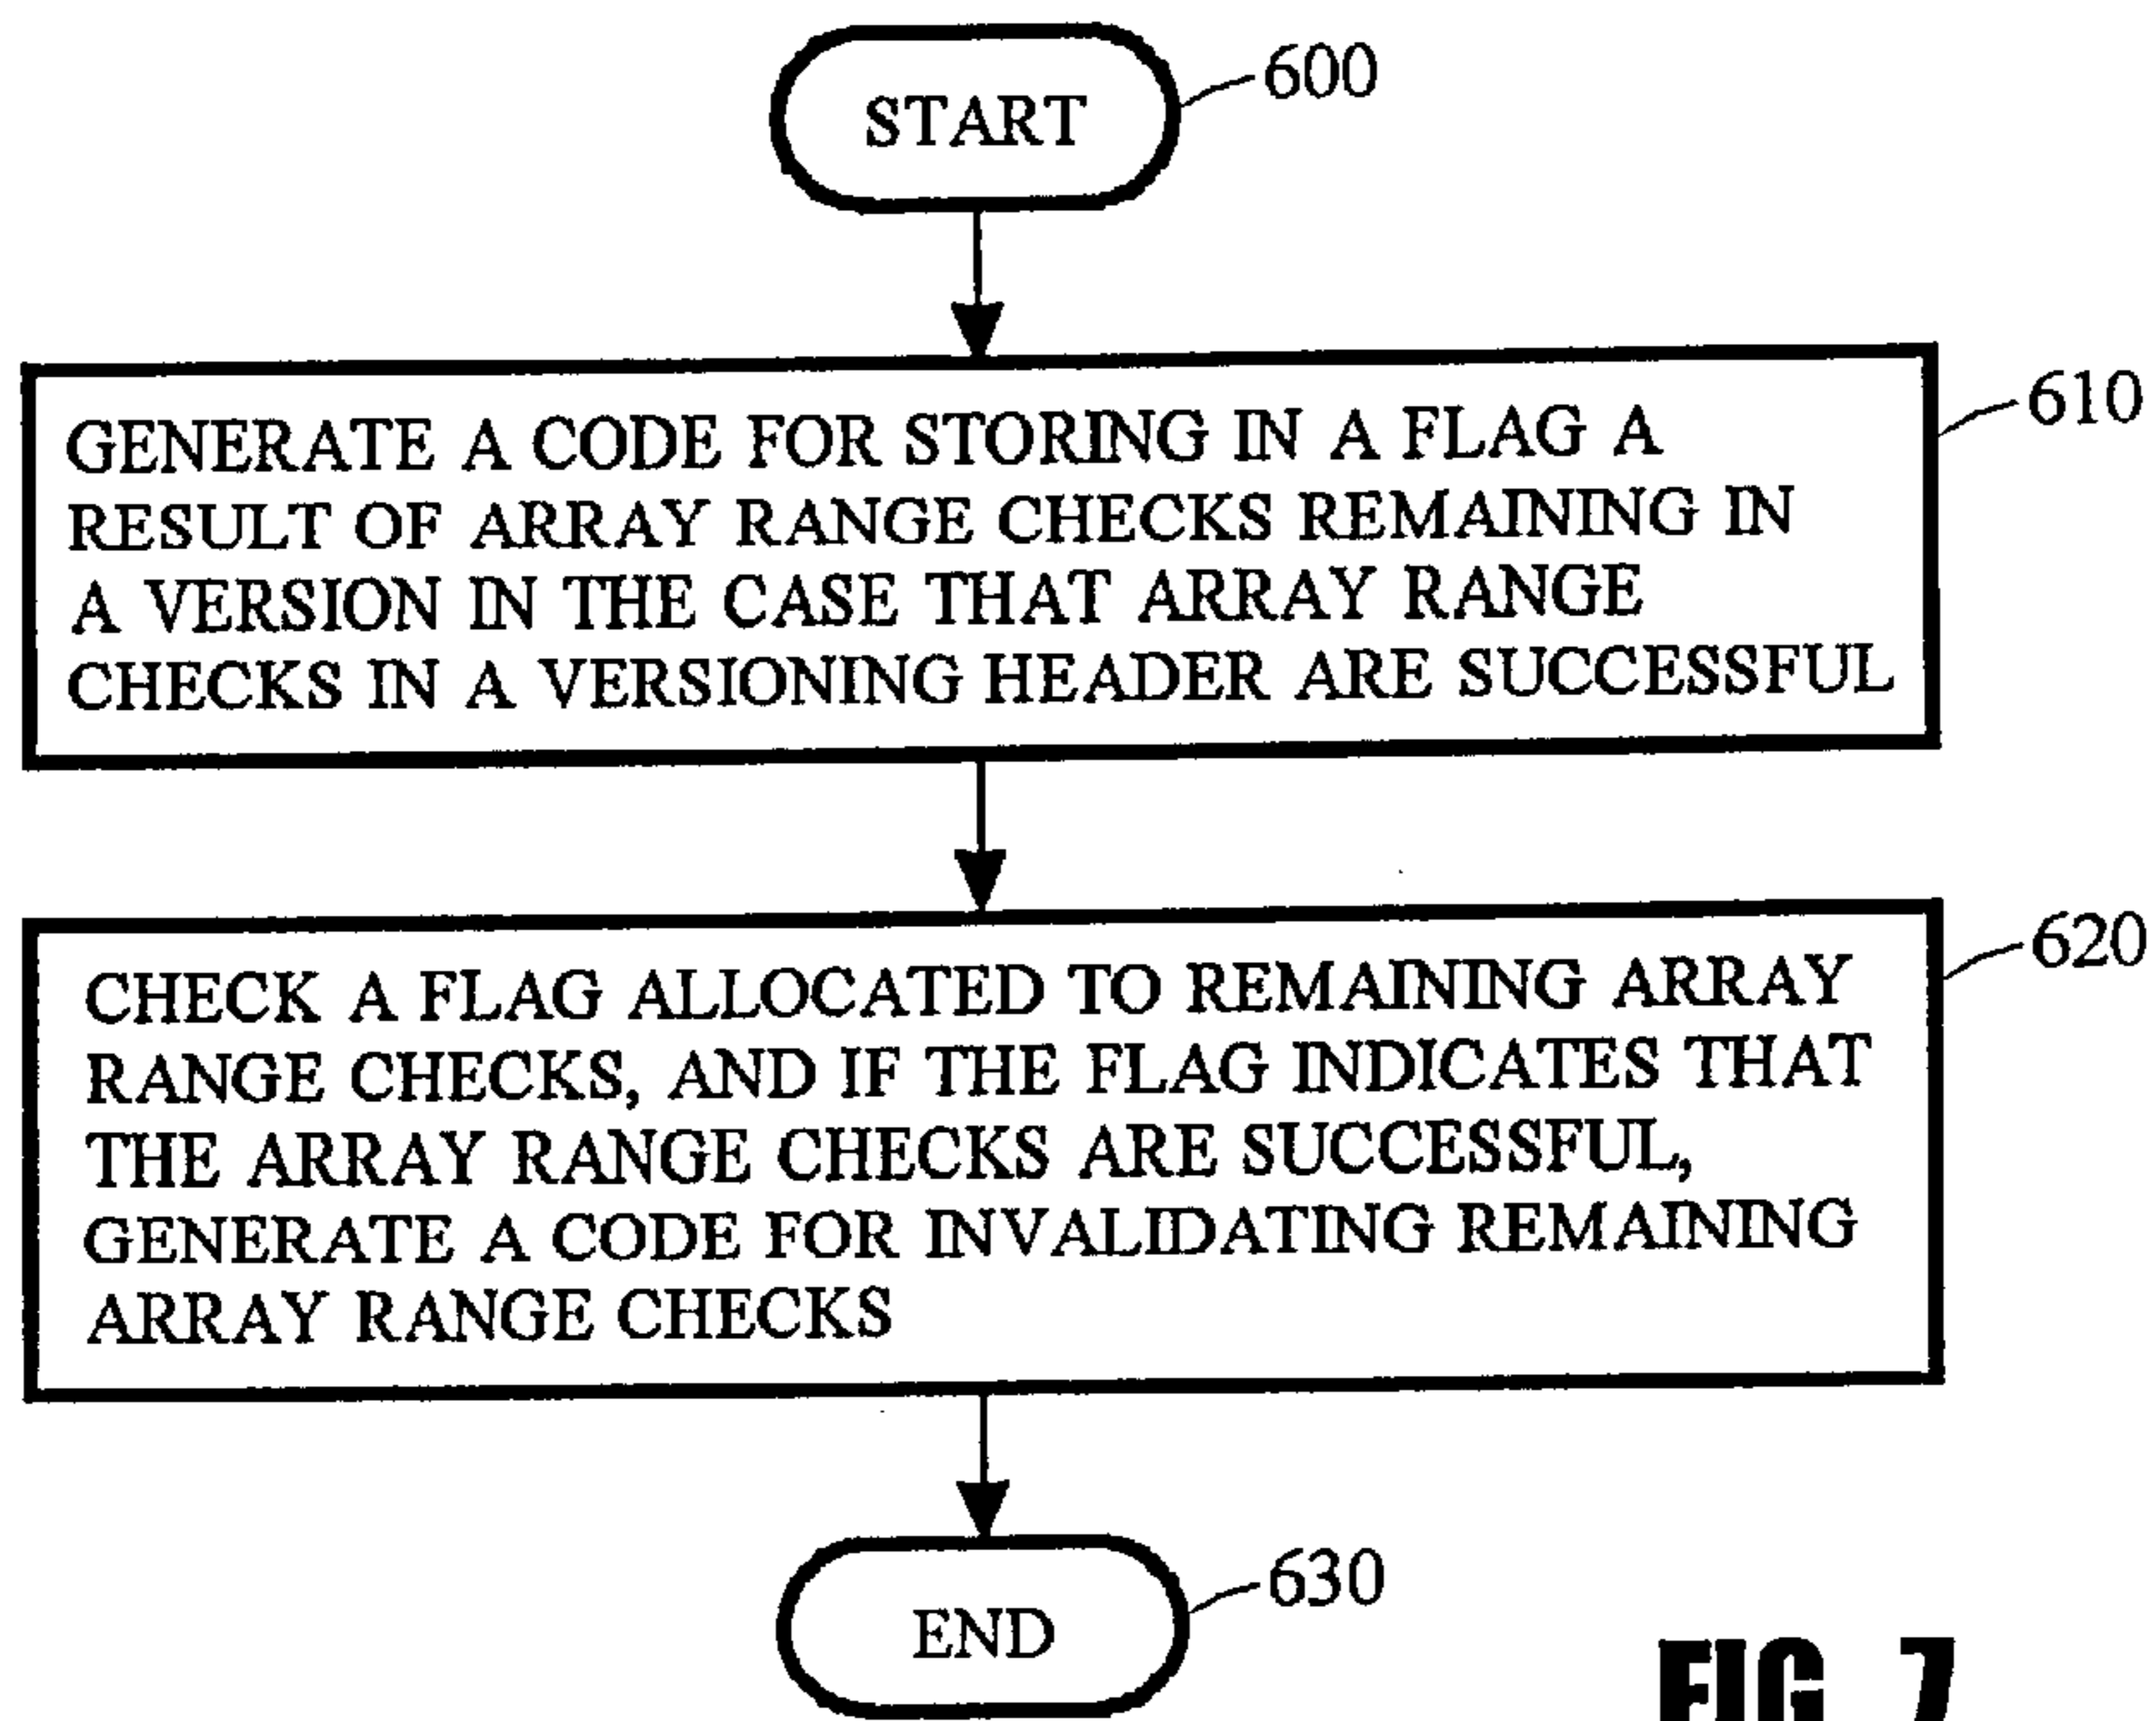 START
600
GENERATE A CODE FOR STORING IN A FLAG A
RESULT OF ARRAY RANGE CHECKS REMAINING IN
A VERSION IN THE CASE THAT ARRAY RANGE
CHECKS IN A VERSIONING HEADER ARE SUCCESSFUL
610
CHECK A FLAG ALLOCATED TO REMAINING ARRAY
RANGE CHECKS, AND IF THE FLAG INDICATES THAT
THE ARRAY RANGE CHECKS ARE SUCCESSFUL,
GENERATE A CODE FOR INVALIDATING REMAINING
ARRAY RANGE CHECKS
620
END
630
FIG. 7